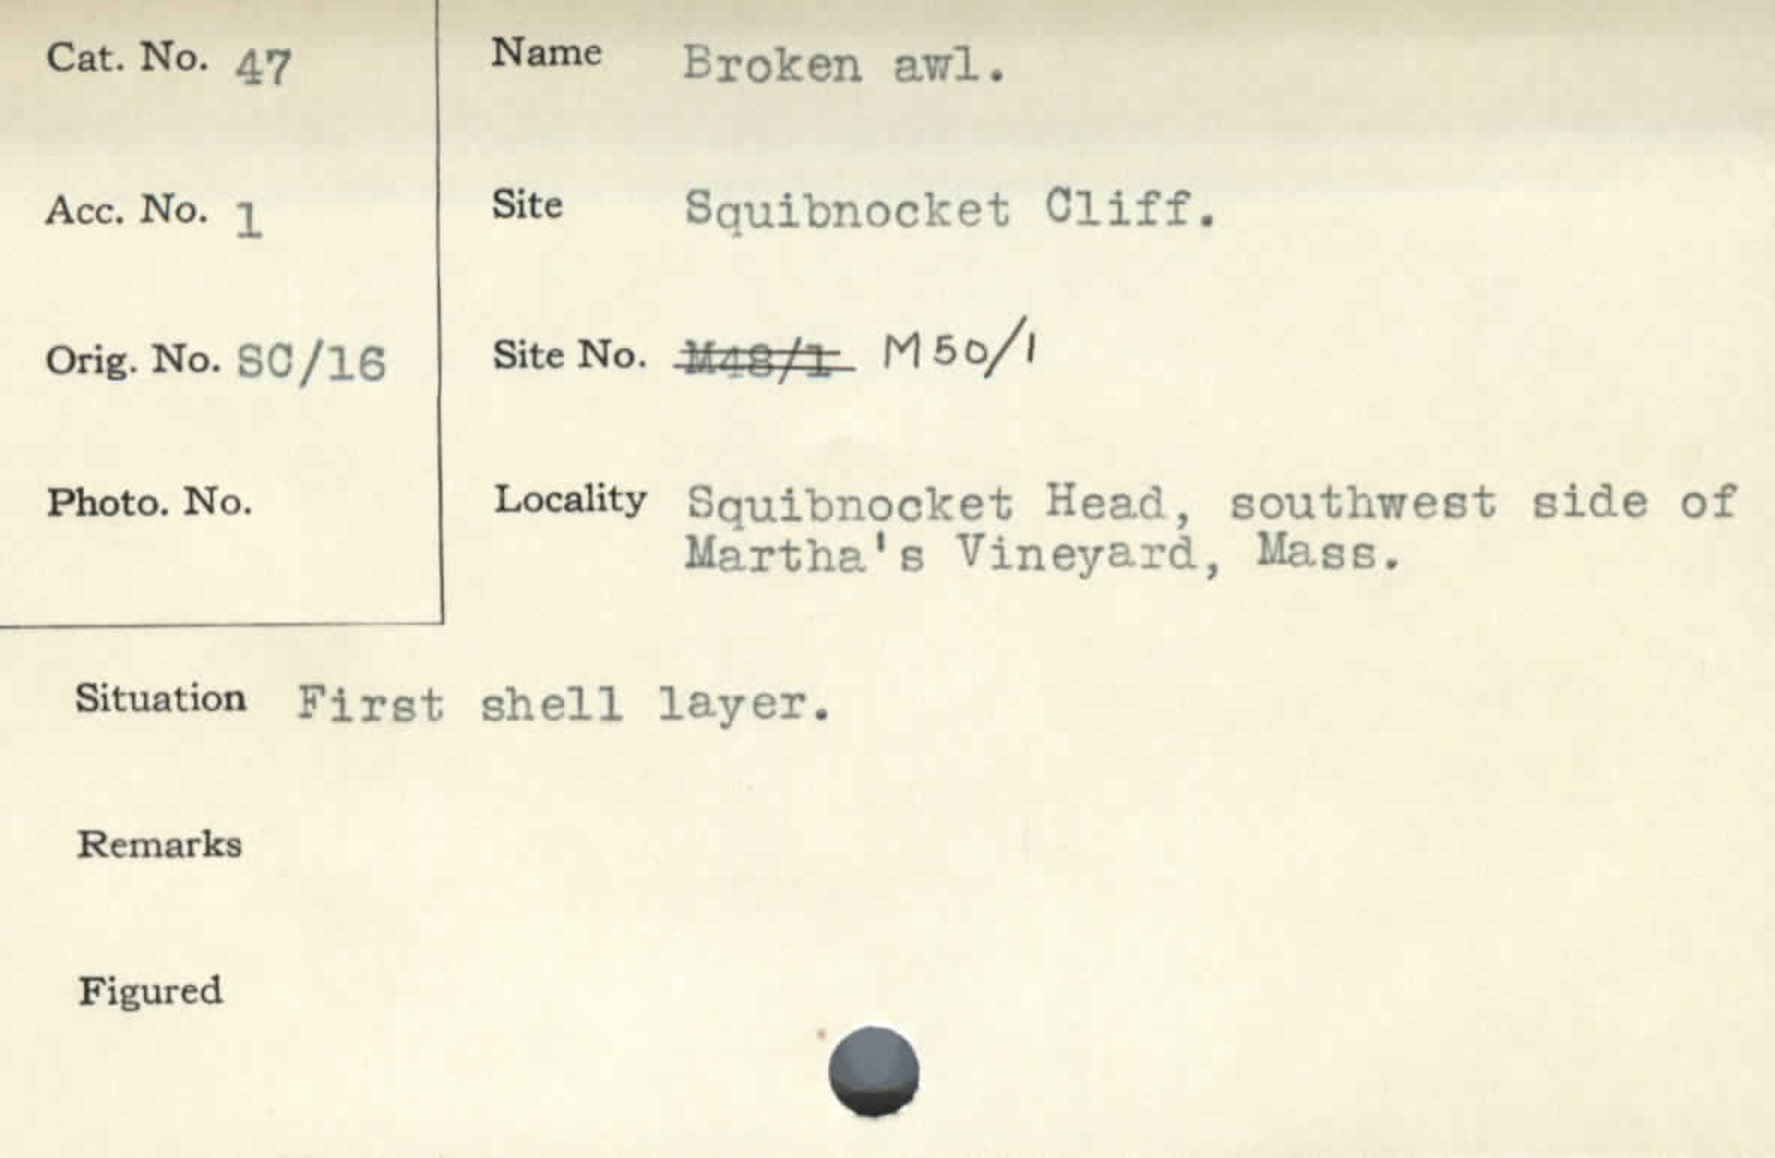 Cat. No. 47
Name Broken awl.
Acc. No. 1
Site Squibnocket Cliff.
Orig. No. SC/16
Site No. M48/1 M50/1
Photo. No.
Locality Squibnocket Head, southwest side of
Martha's Vineyard, Mass.
Situation First shell layer.
Remarks
Figured